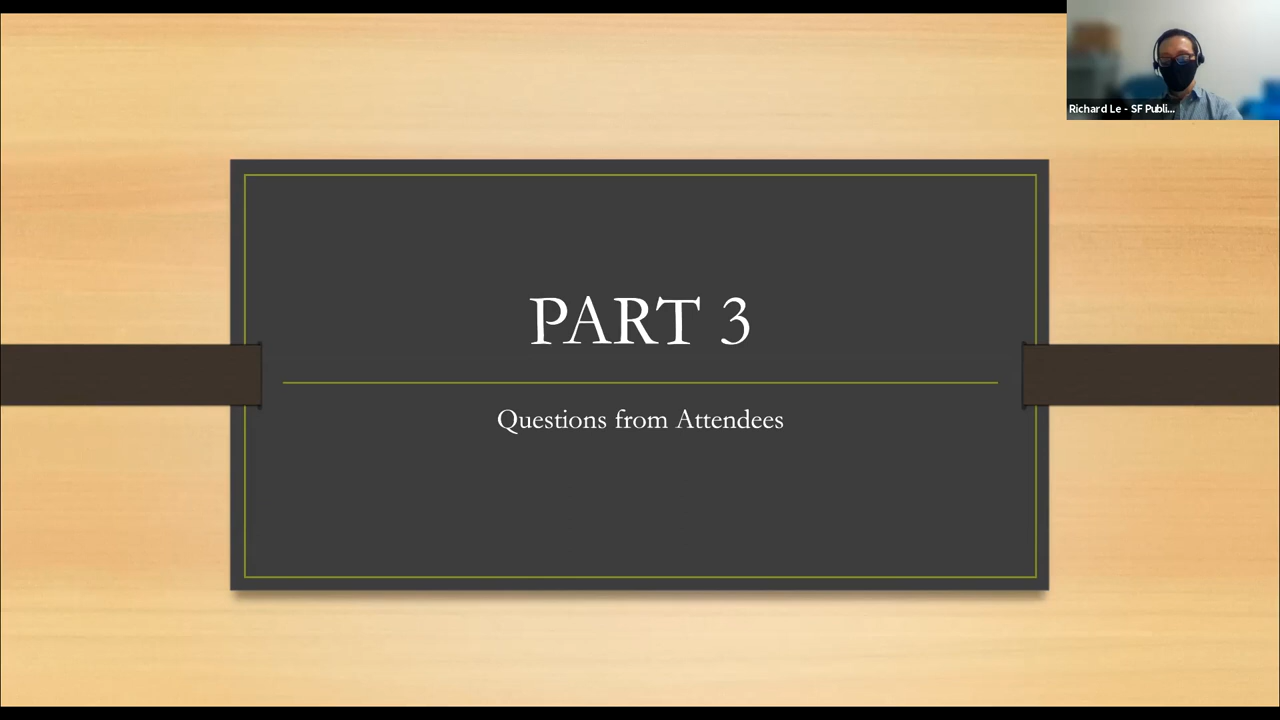 Richard Le - SF Publi...
PART 3
Questions from Attendees